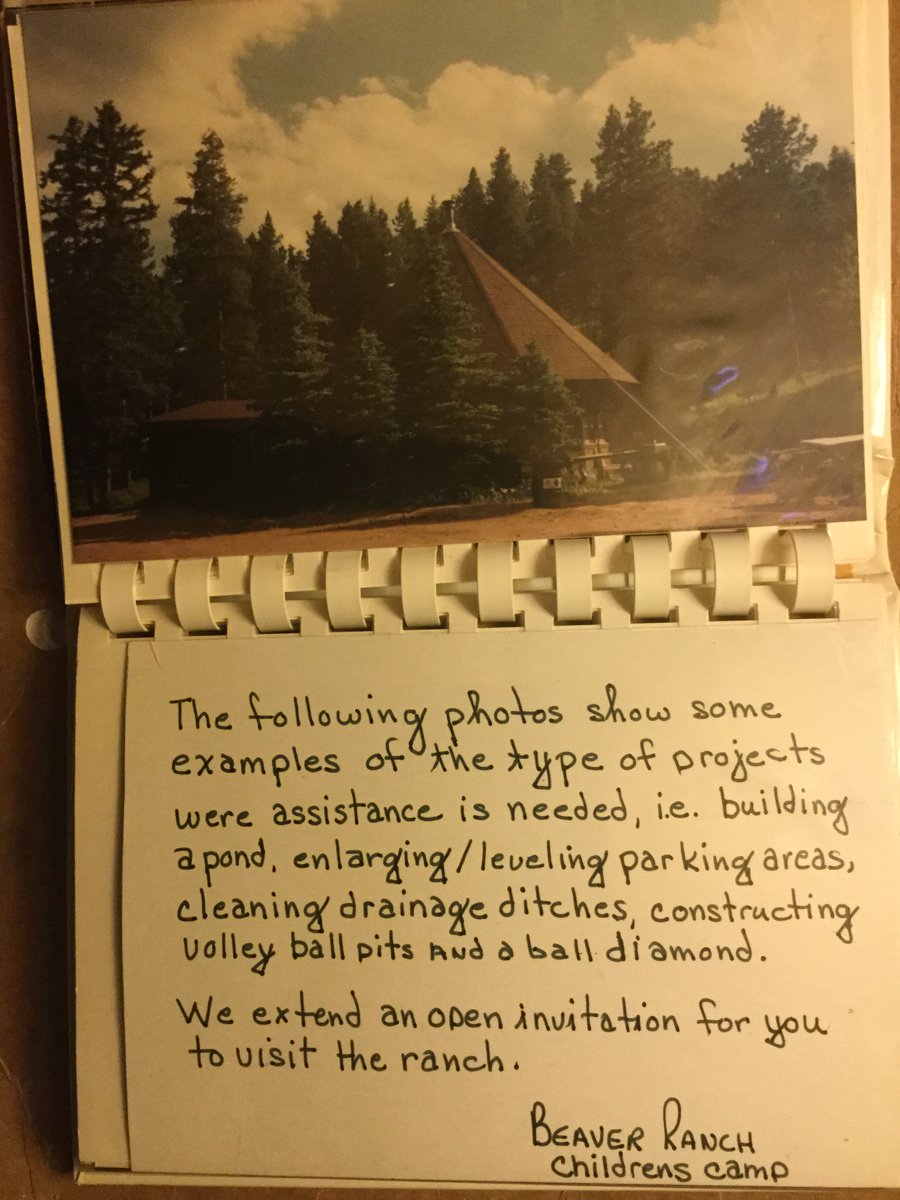 The following photos show some
examples of the type of projects
were assistance is needed, i.e. building
a pond, enlarging/leveling parking areas,
cleaning drainage ditches, constructing
volley ball pits AND a ball diamond.
We extend an open invitation for you
to visit the ranch.
BEAVER RANCH
childrens camp